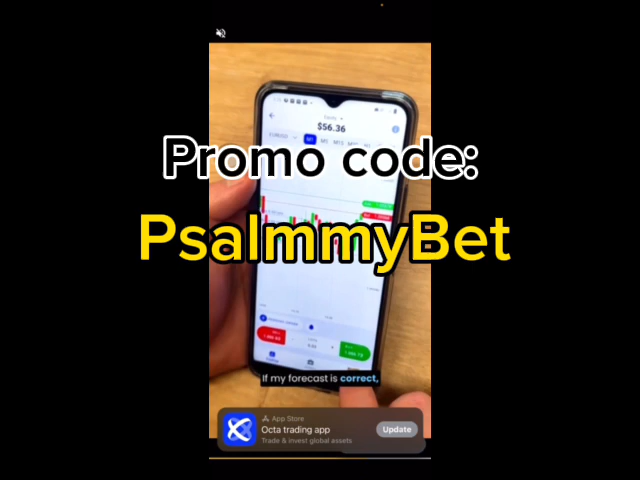 $56.36
Promo code:
PsalmmyBet
If my forecast is correct,
App Store
Octa trading app
Update
Trade & invest global assets